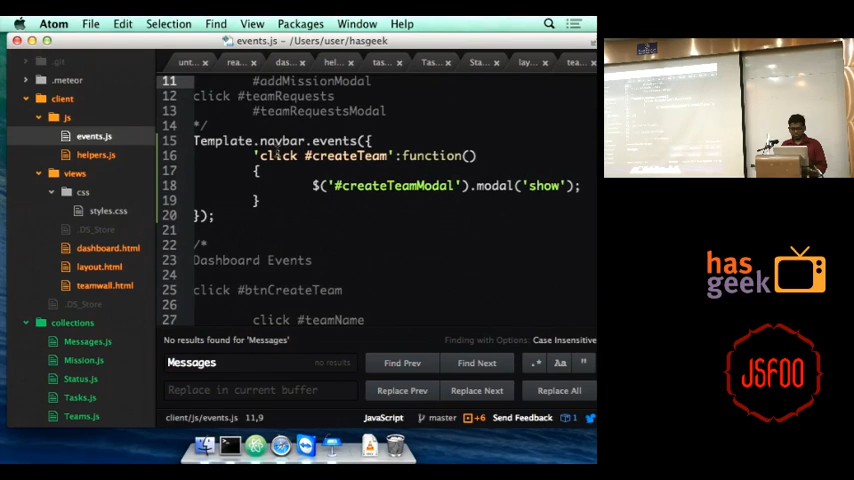 Atom File Edit Selection Find View Packages Window Help
events.js - /Users/user/hasgeek
unt... rea... das... hel... tas... Tas... Sta... lay... tea...
.git
.meteor
client
js
events.js
helpers.js
views
css
styles.css
.DS_Store
dashboard.html
layout.html
teamwall.html
.DS_Store
collections
Messages.js
Mission.js
Status.js
Tasks.js
Teams.js
11 #addMissionModal
12 click #teamRequests
13 #teamRequestsModal
14 */
15 Template.navbar.events({
16 'click #createTeam':function()
17 {
18 $('#createTeamModal').modal('show');
19 }
20 });
21
22 /*
23 Dashboard Events
24
25 click #btnCreateTeam
26
27 click #teamName
No results found for 'Messages' Finding with Options: Case Insensitive
Messages no results Find Prev Find Next .* Aa "
Replace in current buffer Replace Prev Replace Next Replace All
client/js/events.js 11,9 JavaScript master +6 Send Feedback 1
has
geek
JSFOO